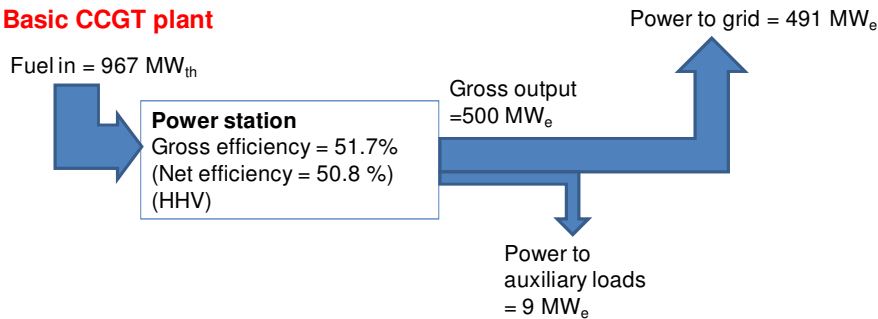 Basic CCGT plant
Power to grid = 491 MWₑ
Fuel in = 967 MWₜₕ
Gross output
=500 MWₑ
Power station
Gross efficiency = 51.7%
(Net efficiency = 50.8 %)
(HHV)
Power to
auxiliary loads
= 9 MWₑ